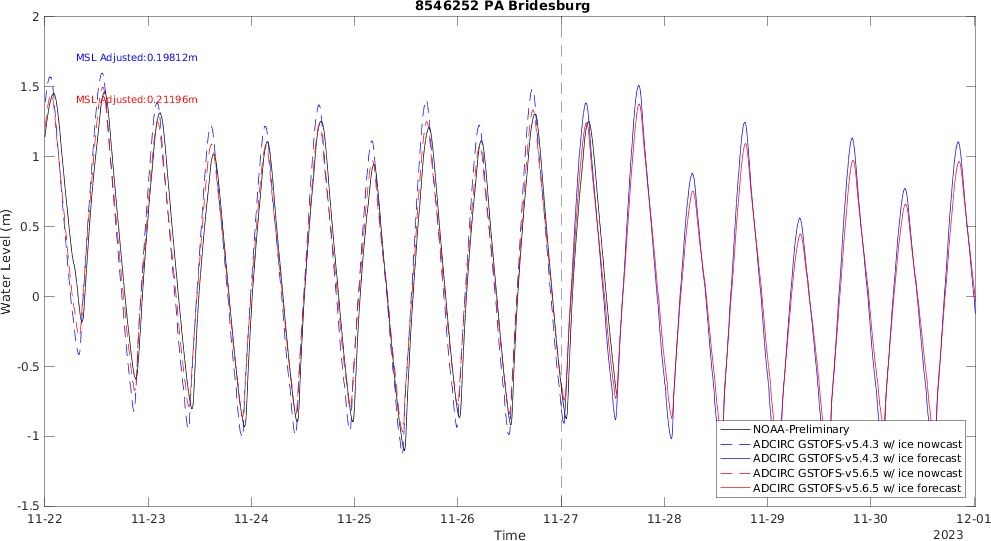 8546252 PA Bridesburg
2
1.5
1
0.5
0
-0.5
-1
-1.5
Water Level (m)
MSL Adjusted:0.19812m
MSL Adjusted:0.21196m
NOAA-Preliminary
ADCIRC GSTOFS-v5.4.3 w/ ice nowcast
ADCIRC GSTOFS-v5.4.3 w/ ice forecast
ADCIRC GSTOFS-v5.6.5 w/ ice nowcast
ADCIRC GSTOFS-v5.6.5 w/ ice forecast
11-22 11-23 11-24 11-25 11-26 11-27 11-28 11-29 11-30 12-01
Time
2023